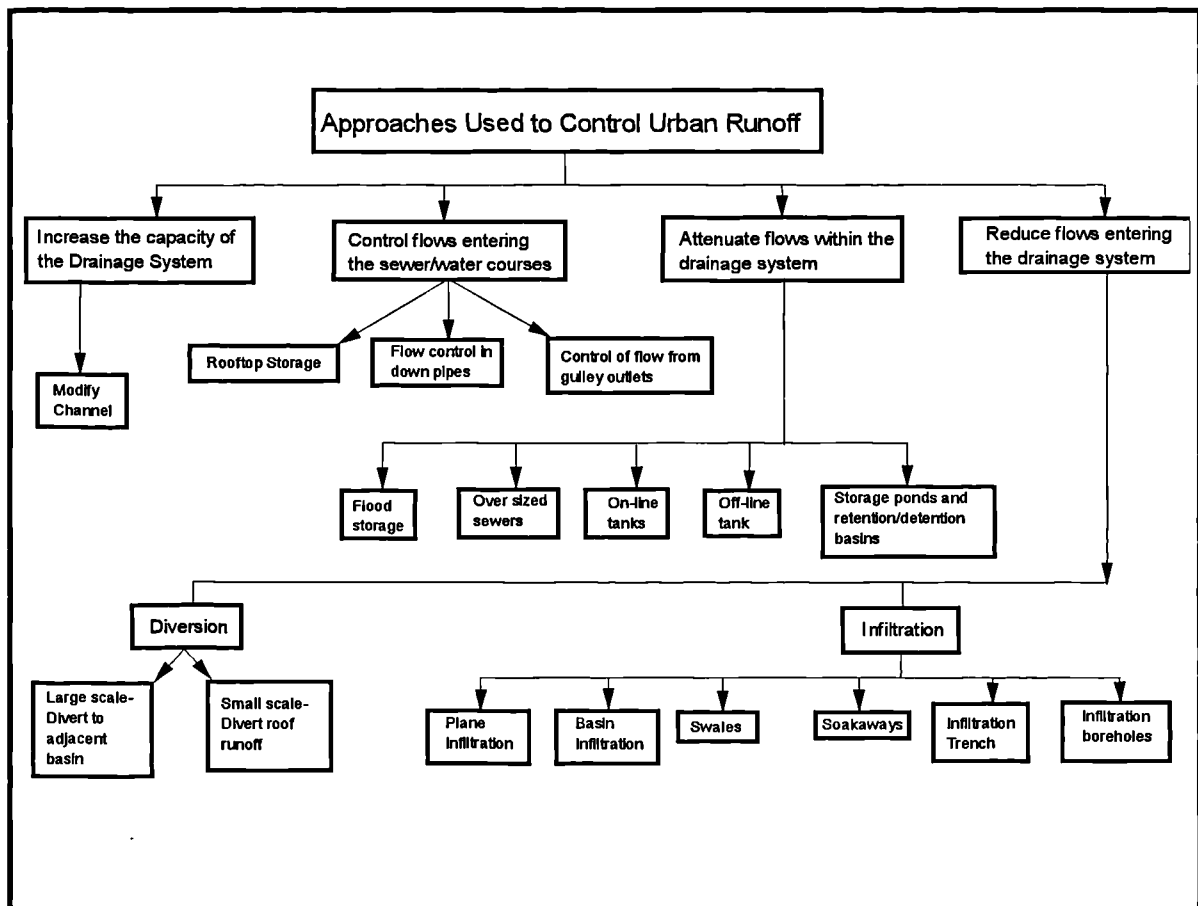 Approaches Used to Control Urban Runoff
Increase the capacity of
the Drainage System
Control flows entering
the sewer/water courses
Attenuate flows within the
drainage system
Reduce flows entering
the drainage system
Modify
Channel
Rooftop Storage
Flow control in
down pipes
Control of flow from
gulley outlets
Flood
storage
Over sized
sewers
On-line
tanks
Off-line
tank
Storage ponds and
retention/detention
basins
Diversion
Infiltration
Large scale-
Divert to
adjacent
basin
Small scale-
Divert roof
runoff
Plane
Infiltration
Basin
Infiltration
Swales
Soakaways
Infiltration
Trench
Infiltration
boreholes